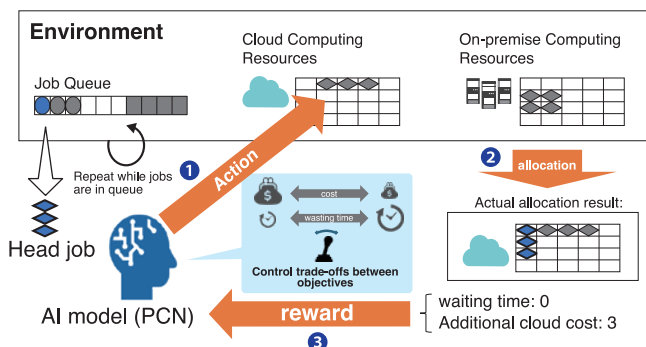 Environment
Cloud Computing
Resources
On-premise Computing
Resources
Job Queue
Repeat while jobs
are in queue
1
Action
2
allocation
Actual allocation result:
Head job
$
cost
$
wasting time
Control trade-offs between
objectives
AI model (PCN)
reward
3
waiting time: 0
Additional cloud cost: 3